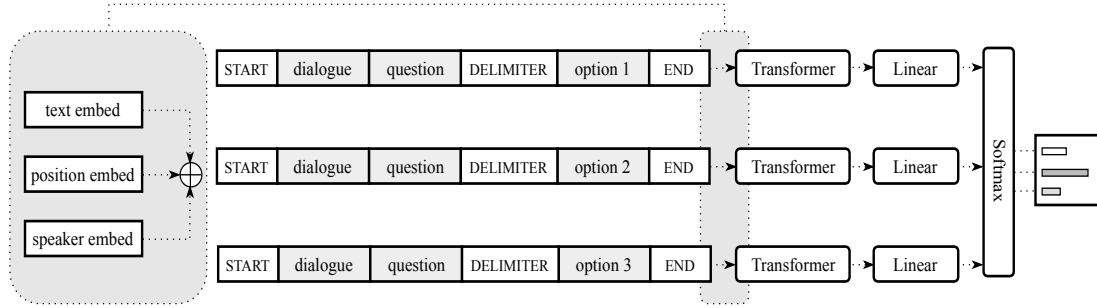 START dialogue question DELIMITER option 1 END Transformer Linear
text embed
position embed
speaker embed
START dialogue question DELIMITER option 2 END Transformer Linear
START dialogue question DELIMITER option 3 END Transformer Linear
Softmax